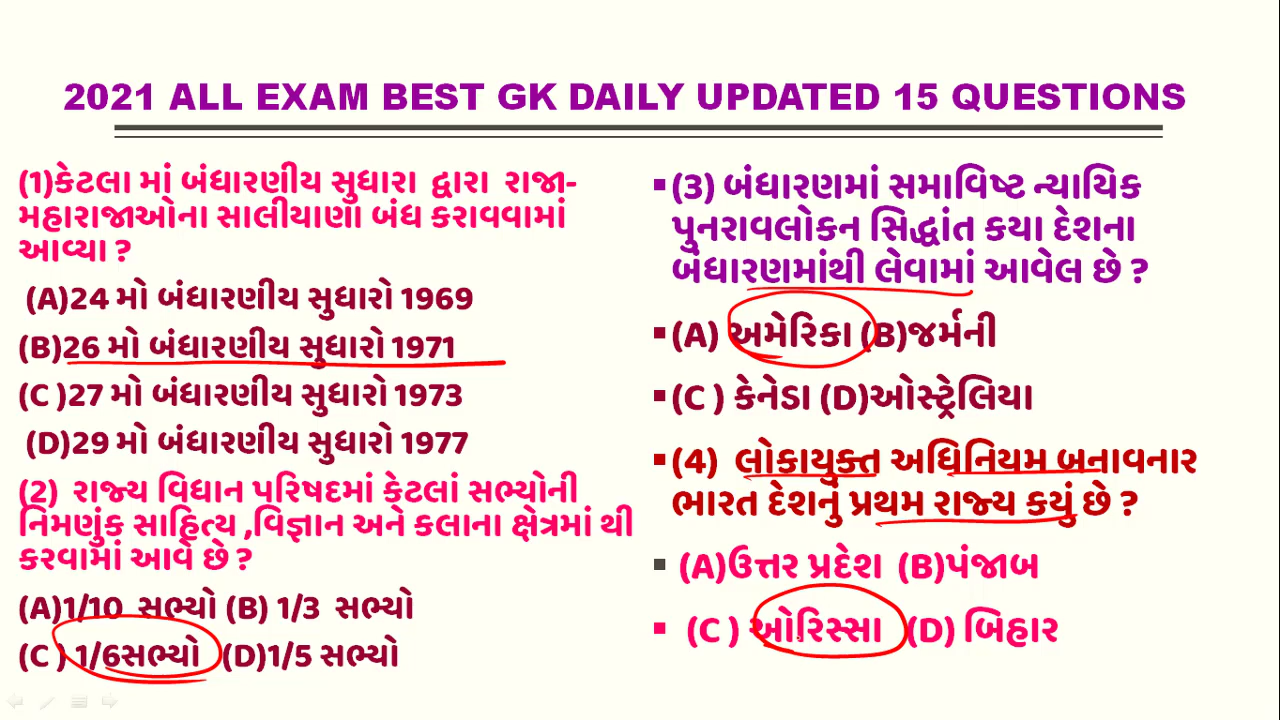 2021 ALL EXAM BEST GK DAILY UPDATED 15 QUESTIONS
(1)કેટલા માં બંધારણીય સુધારા દ્વારા રાજા-
મહારાજાઓના સાલીયાણા બંધ કરાવવામાં
આવ્યા ?
(A)24 મો બંધારણીય સુધારો 1969
(B)26 મો બંધારણીય સુધારો 1971
(C )27 મો બંધારણીય સુધારો 1973
(D)29 મો બંધારણીય સુધારો 1977
(2) રાજ્ય વિધાન પરિષદમાં કેટલાં સભ્યોની
નિમણુંક સાહિત્ય ,વિજ્ઞાન અને કલાના ક્ષેત્રમાં થી
કરવામાં આવે છે ?
(A)1/10 સભ્યો (B) 1/3 સભ્યો
(C ) 1/6સભ્યો (D)1/5 સભ્યો
(3) બંધારણમાં સમાવિષ્ટ ન્યાયિક
પુનરાવલોકન સિદ્ધાંત કયા દેશના
બંધારણમાંથી લેવામાં આવેલ છે ?
(A) અમેરિકા (B)જર્મની
(C ) કેનેડા (D)ઓસ્ટ્રેલિયા
(4) લોકાયુક્ત અધિનિયમ બનાવનાર
ભારત દેશનું પ્રથમ રાજ્ય કયું છે ?
(A)ઉત્તર પ્રદેશ (B)પંજાબ
(C ) ઓરિસ્સા (D) બિહાર